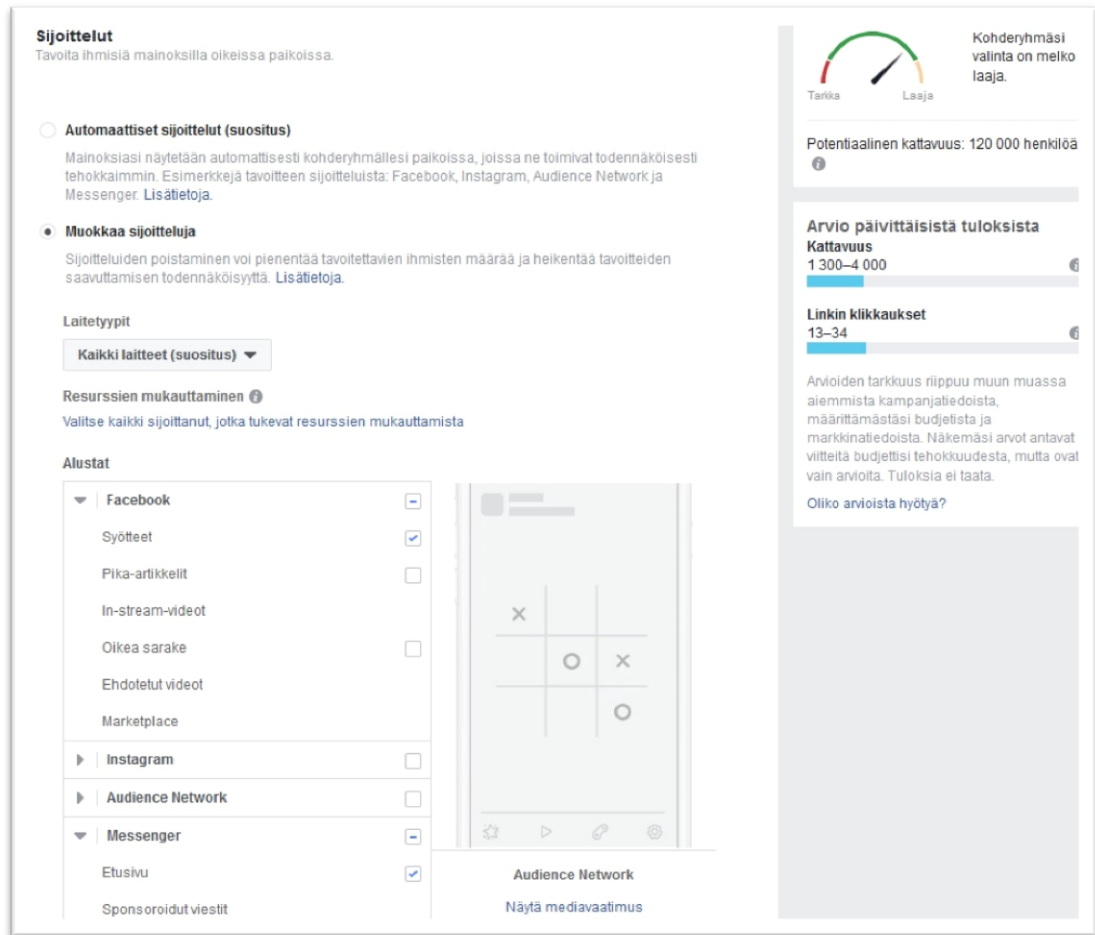 Sijoittelut
Tavoita ihmisiä mainoksilla oikeissa paikoissa.
Automaattiset sijoittelut (suositus)
Mainoksiasi näytetään automattisesti kohderyhmällesi paikoissa, joissa ne toimivat todennäköisesti
tehokkaimmin. Esimerkkejä tavoitteen sijoitteluista: Facebook, Instagram, Audience Network ja
Messenger. Lisätietoja.
Muokkaa sijoitteluja
Sijoitteluiden poistaminen voi pienentää tavoitettavien ihmisten määrää ja heikentää tavoitteiden
saavuttamisen todennäköisyyttä. Lisätietoja.
Laitetyypit
Kaikki laitteet (suositus)
Resurssien mukauttaminen
Valitse kaikki sijoittanut, jotka tukevat resurssien mukauttamista
Alustat
Facebook
Syötteet
Pika-artikkelit
In-stream-videot
Oikea sarake
Ehdotetut videot
Marketplace
Instagram
Audience Network
Messenger
Etusivu
Sponsoroidut viestit
Audience Network
Näytä mediavaatimus
Kohderyhmäsi
valinta on melko
laaja.
Tarkka Laaja
Potentiaalinen kattavuus: 120 000 henkilöä
Arvio päivittäisistä tuloksista
Kattavuus
1 300–4 000
Linkin klikkaukset
13–34
Arvioiden tarkkuus riippuu muun muassa
aiemmista kampanjatiedoista,
määrittämästäsi budjetista ja
markkinatiedoista. Näkemäsi arvot antavat
viitteitä budjettisi tehokkuudesta, mutta ovat
vain arvioita. Tuloksia ei taata.
Oliko arvioista hyötyä?